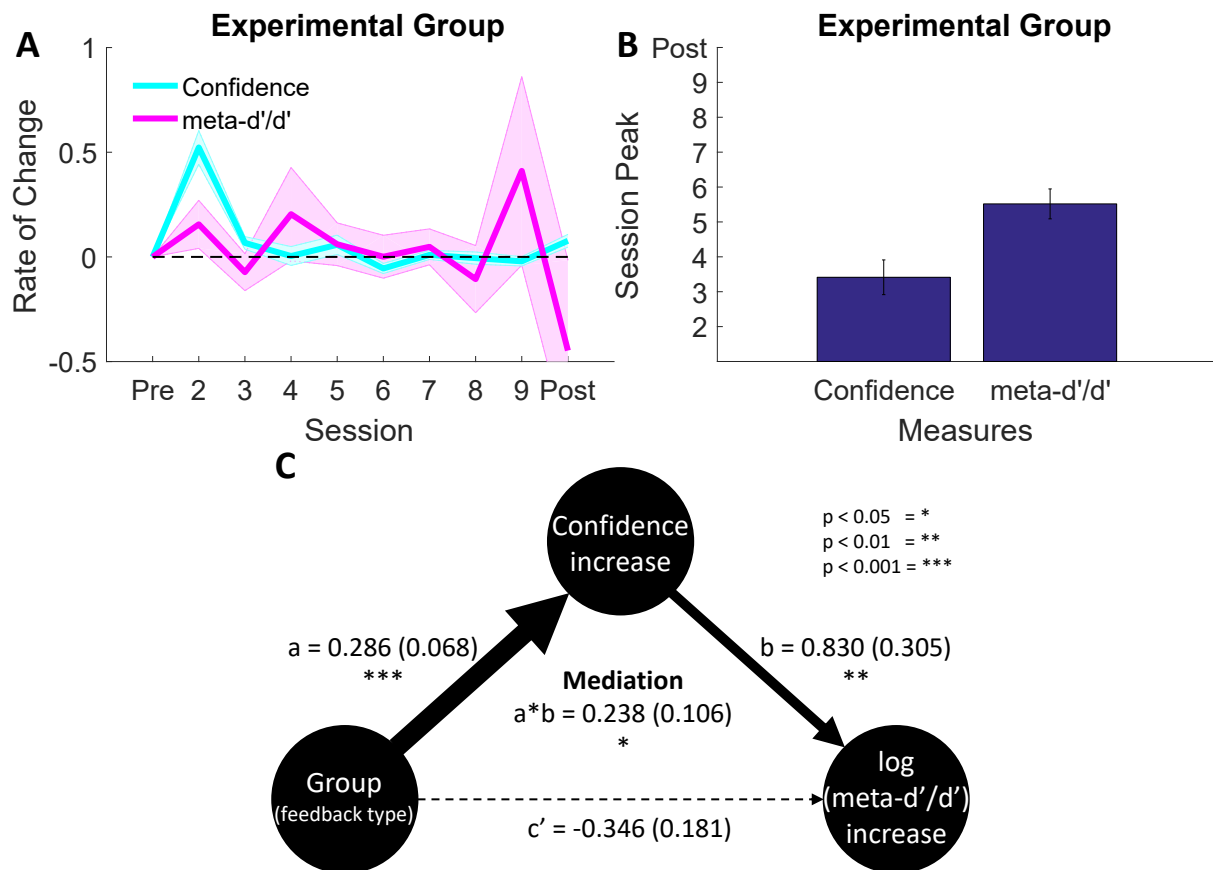 A
Experimental Group
1
0.5
0
-0.5
Rate of Change
Confidence
meta-d'/d'
Pre 2 3 4 5 6 7 8 9 Post
Session
B
Experimental Group
Post
9
8
7
6
5
4
3
2
Session Peak
Confidence meta-d'/d'
Measures
C
Confidence
increase
p < 0.05 = *
p < 0.01 = **
p < 0.001 = ***
a = 0.286 (0.068)
***
b = 0.830 (0.305)
**
Mediation
a*b = 0.238 (0.106)
*
Group
(feedback type)
log
(meta-d’/d’)
increase
c’ = -0.346 (0.181)